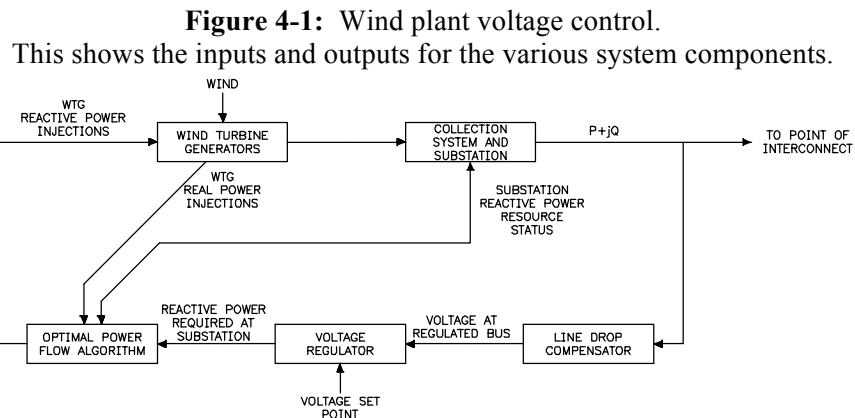 Figure 4-1: Wind plant voltage control.
This shows the inputs and outputs for the various system components.
WIND
WTG
REACTIVE POWER
INJECTIONS
WIND TURBINE
GENERATORS
COLLECTION
SYSTEM AND
SUBSTATION
P+jQ
TO POINT OF
INTERCONNECT
WTG
REAL POWER
INJECTIONS
SUBSTATION
REACTIVE POWER
RESOURCE
STATUS
OPTIMAL POWER
FLOW ALGORITHM
REACTIVE POWER
REQUIRED AT
SUBSTATION
VOLTAGE
REGULATOR
VOLTAGE AT
REGULATED BUS
LINE DROP
COMPENSATOR
VOLTAGE SET
POINT